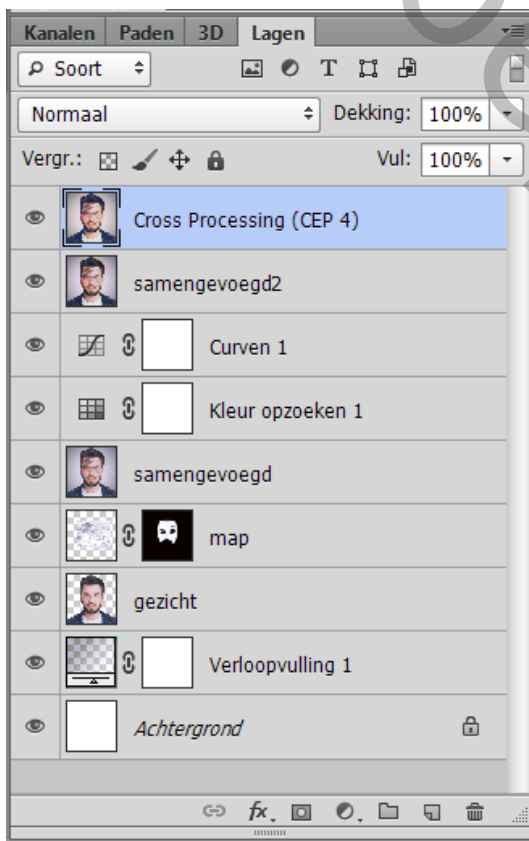 Kanalen Paden 3D Lagen
Soort
Normaal Dekking: 100%
Vergr.: Vul: 100%
Cross Processing (CEP 4)
samengevoegd2
Curven 1
Kleur opzoeken 1
samengevoegd
map
gezicht
Verloopvulling 1
Achtergrond
fx